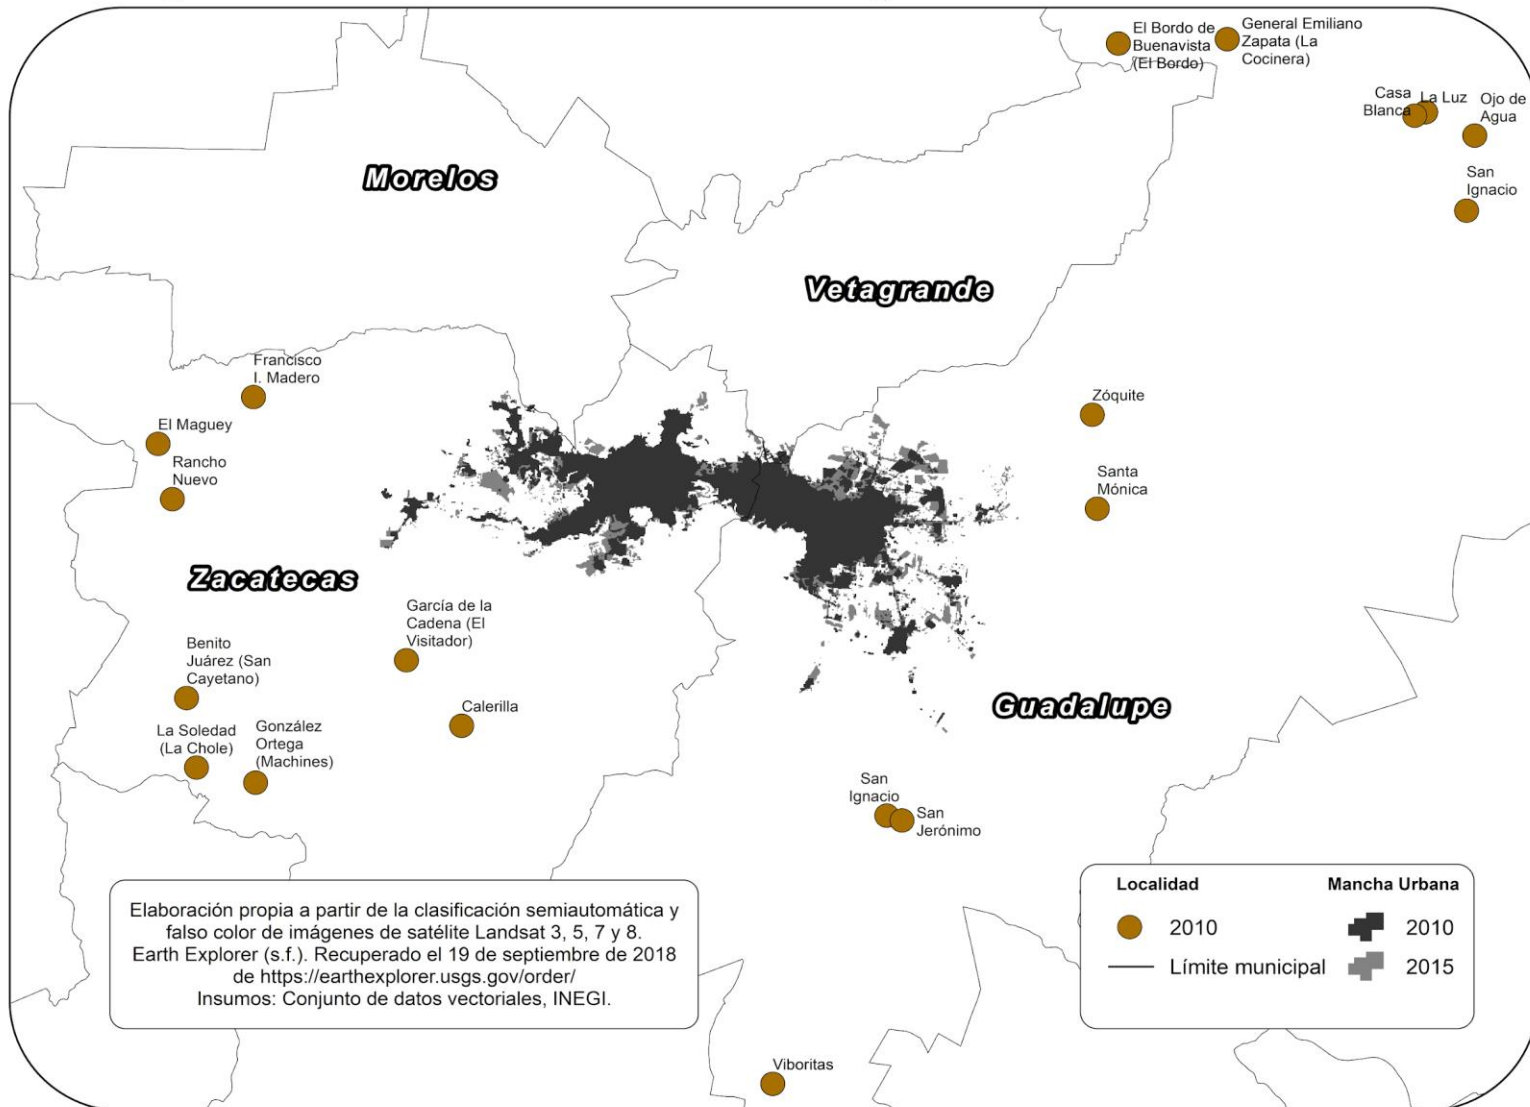 El Bordo de
Buenavista
(El Bordo)
General Emiliano
Zapata (La
Cocinera)
Casa
Blanca
La Luz
Ojo de
Agua
San
Ignacio
Morelos
Vetagrande
Francisco
I. Madero
El Maguey
Rancho
Nuevo
Zóquite
Santa
Mónica
Zacatecas
García de la
Cadena (El
Visitador)
Benito
Juárez (San
Cayetano)
Calerilla
Guadalupe
La Soledad
(La Chole)
González
Ortega
(Machines)
San
Ignacio
San
Jerónimo
Elaboración propia a partir de la clasificación semiautomática y
falso color de imágenes de satélite Landsat 3, 5, 7 y 8.
Earth Explorer (s.f.). Recuperado el 19 de septiembre de 2018
de https://earthexplorer.usgs.gov/order/
Insumos: Conjunto de datos vectoriales, INEGI.
Localidad
2010
Límite municipal
Mancha Urbana
2010
2015
Viboritas